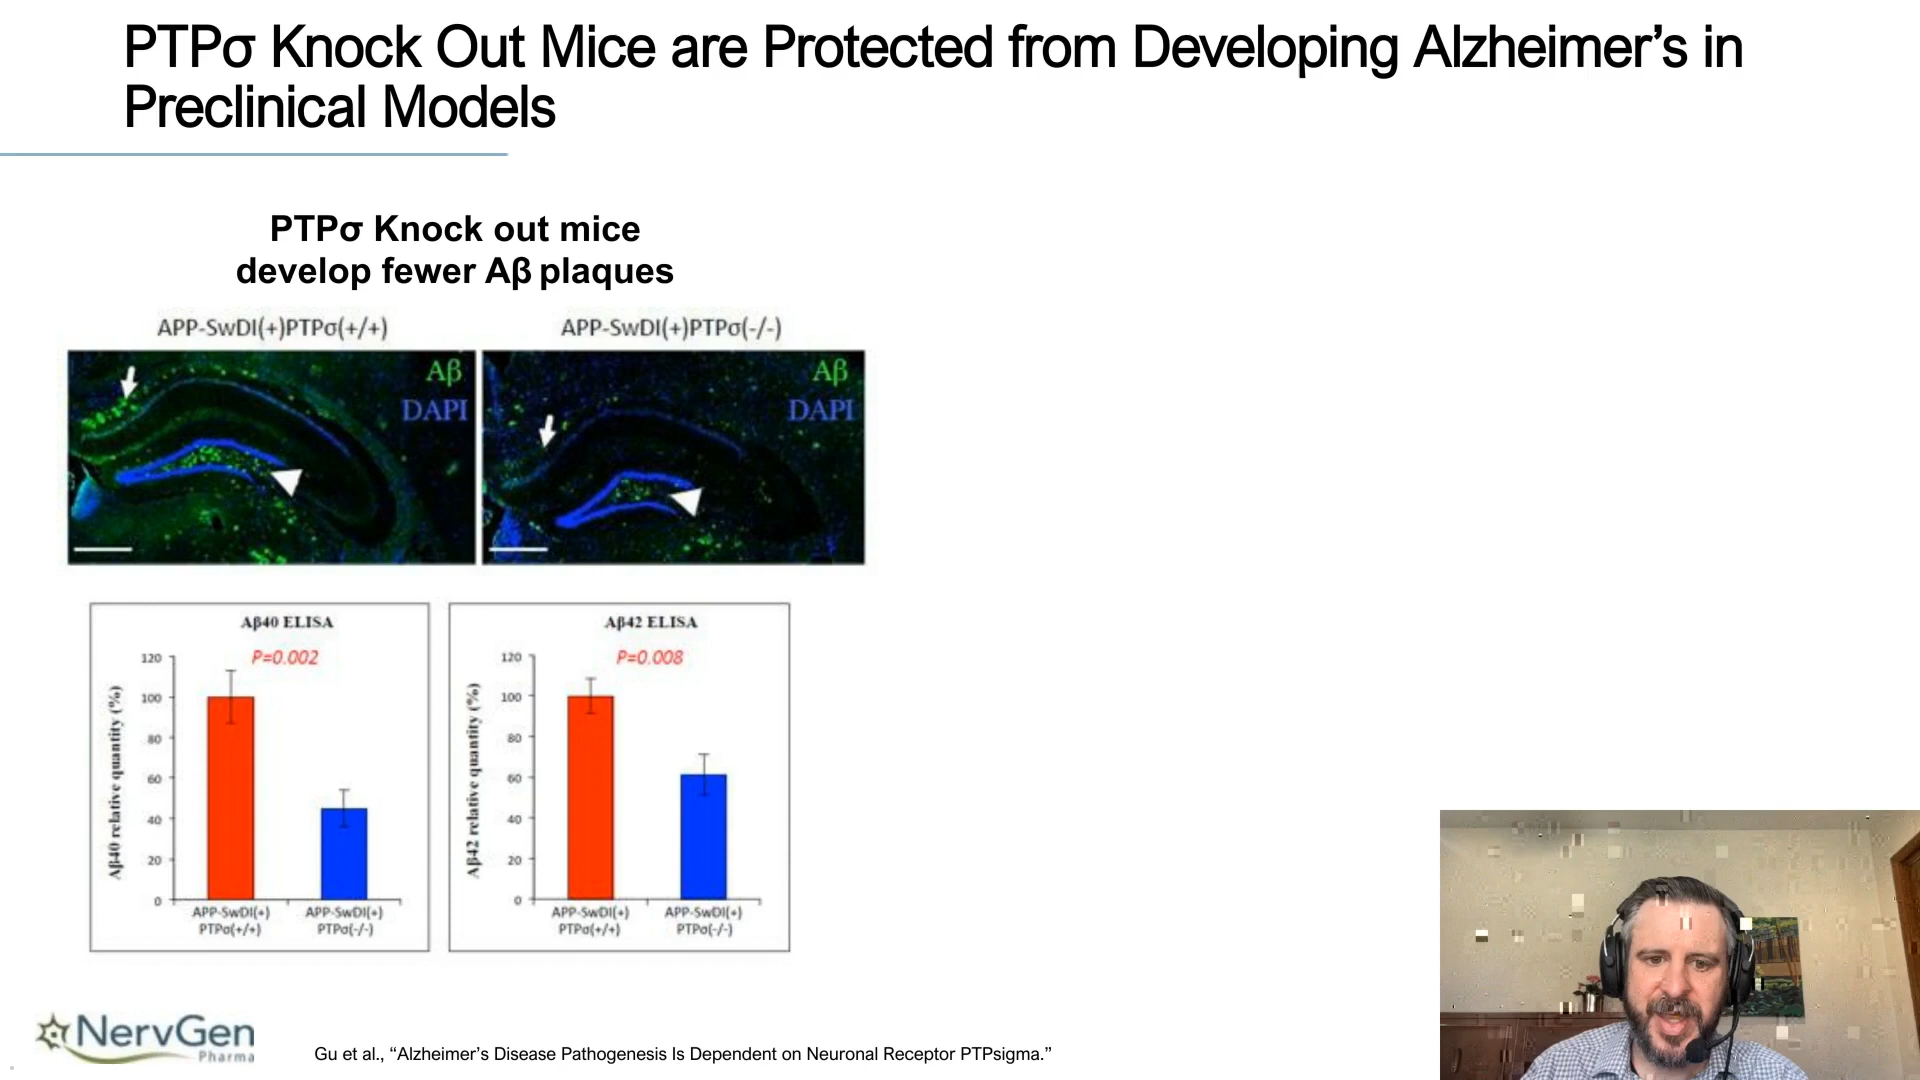 PTPσ Knock Out Mice are Protected from Developing Alzheimer's in
Preclinical Models
PTPσ Knock out mice
develop fewer Aβ plaques
APP-SwDI(+)PTPσ(+/+)
APP-SwDI(+)PTPσ(-/-)
Aβ
DAPI
Aβ
DAPI
Aβ40 ELISA
P=0.002
Aβ40 relative quantity (%)
120
100
80
60
40
20
0
APP-SwDI(+)
PTPσ(+/+)
APP-SwDI(+)
PTPσ(-/-)
Aβ42 ELISA
P=0.008
Aβ42 relative quantity (%)
120
100
80
60
40
20
0
APP-SwDI(+)
PTPσ(+/+)
APP-SwDI(+)
PTPσ(-/-)
NervGen
Pharma
Gu et al., “Alzheimer’s Disease Pathogenesis Is Dependent on Neuronal Receptor PTPsigma.”